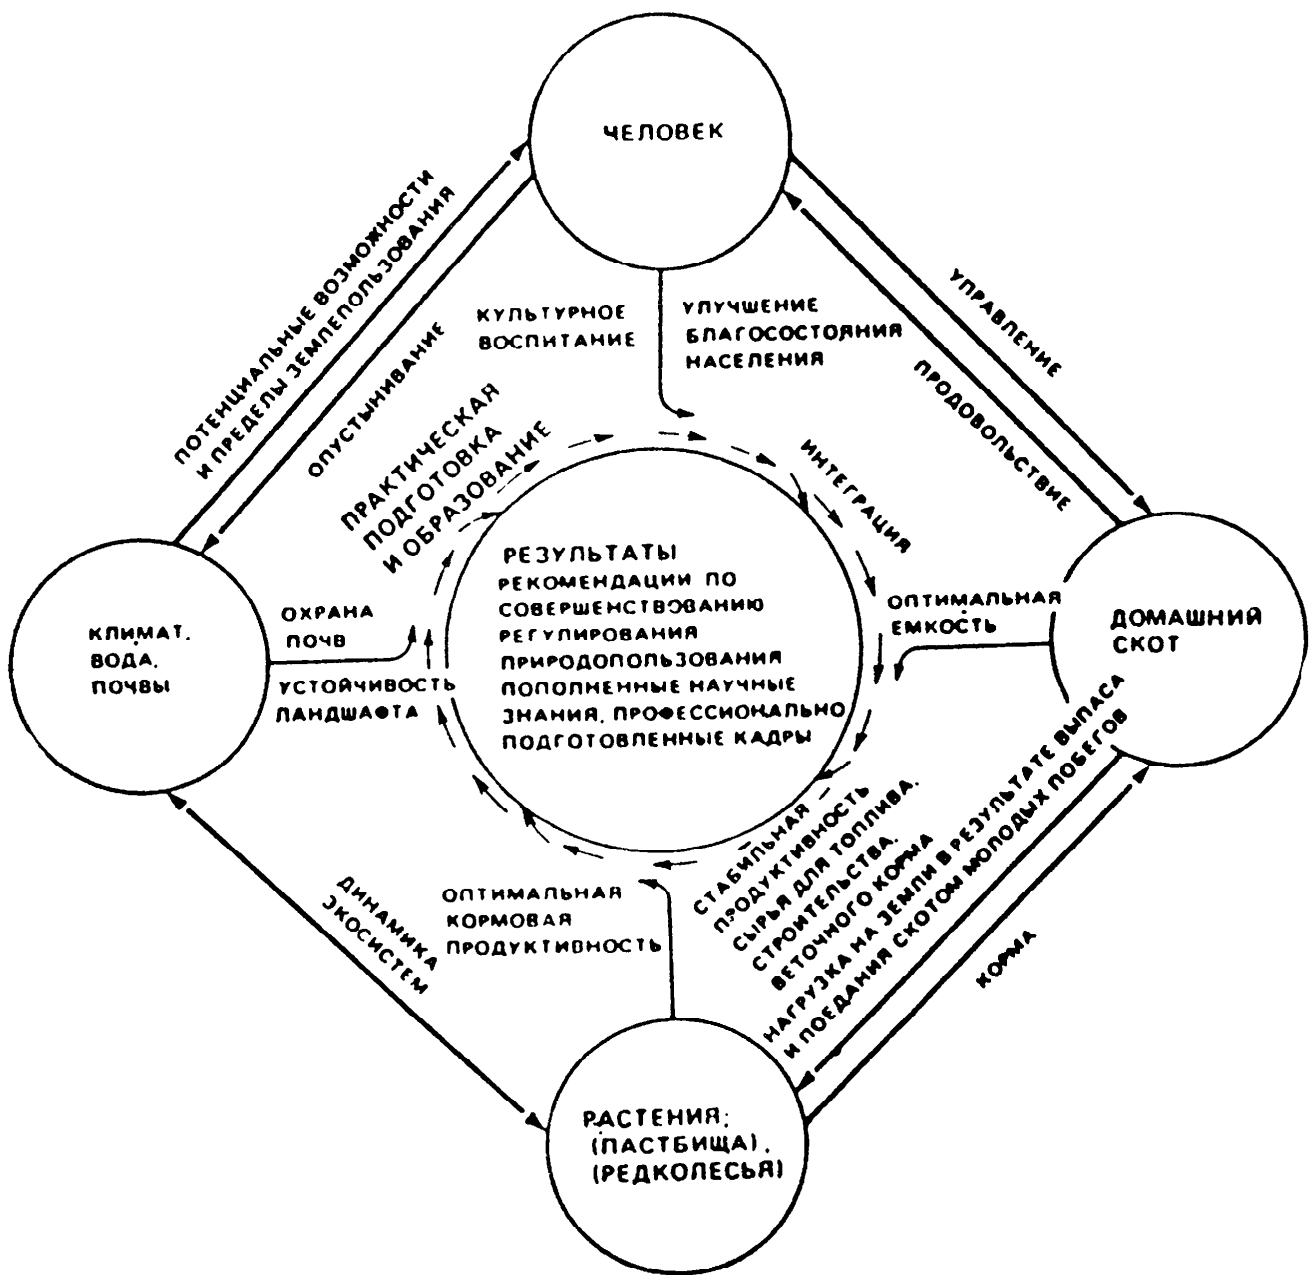 ЧЕЛОВЕК
ПОТЕНЦИАЛЬНЫЕ ВОЗМОЖНОСТИ
И ПРЕДЕЛЫ ЗЕМЛЕПОЛЬЗОВАНИЯ
ОПУСТЫНИВАНИЕ
КУЛЬТУРНОЕ
ВОСПИТАНИЕ
УЛУЧШЕНИЕ
БЛАГОСОСТОЯНИЯ
НАСЕЛЕНИЯ
УПРАВЛЕНИЕ
ПРОДОВОЛЬСТВИЕ
ПРАКТИЧЕСКАЯ
ПОДГОТОВКА
И ОБРАЗОВАНИЕ
ИНТЕГРАЦИЯ
КЛИМАТ,
ВОДА,
ПОЧВЫ
ОХРАНА
ПОЧВ
УСТОЙЧИВОСТЬ
ЛАНДШАФТА
РЕЗУЛЬТАТЫ
РЕКОМЕНДАЦИИ ПО
СОВЕРШЕНСТВОВАНИЮ
РЕГУЛИРОВАНИЯ
ПРИРОДОПОЛЬЗОВАНИЯ
ПОПОЛНЕННЫЕ НАУЧНЫЕ
ЗНАНИЯ, ПРОФЕССИОНАЛЬНО
ПОДГОТОВЛЕННЫЕ КАДРЫ
ОПТИМАЛЬНАЯ
ЕМКОСТЬ
ДОМАШНИЙ
СКОТ
ДИНАМИКА
ЭКОСИСТЕМ
ОПТИМАЛЬНАЯ
КОРМОВАЯ
ПРОДУКТИВНОСТЬ
СТАБИЛЬНАЯ
ПРОДУКТИВНОСТЬ
СЫРЬЯ ДЛЯ ТОПЛИВА,
СТРОИТЕЛЬСТВА,
ВЕТОЧНОГО КОРМА
НАГРУЗКА НА ЗЕМЛИ В РЕЗУЛЬТАТЕ ВЫПАСА
И ПОЕДАНИЯ СКОТОМ МОЛОДЫХ ПОБЕГОВ
КОРМА
РАСТЕНИЯ;
(ПАСТБИЩА),
(РЕДКОЛЕСЬЯ)